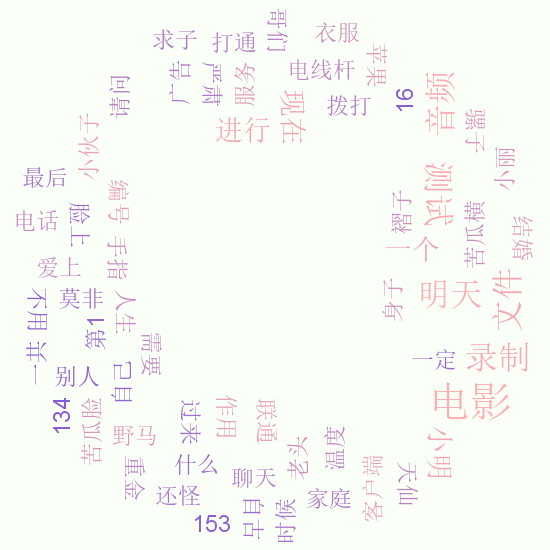 哥们
求子
打通
衣服
苹果
广告
严肃
服务
电线杆
请问
现在
拨打
16
音频
进行
小伙子
骡子
小丽
最后
编号
测试
电话
脸上
褶子
苦瓜横
结婚
手指
一个
爱上
身子
明天
文件
不用
莫非
人生
第1
一共
需要
一定
录制
别人
自己
电影
134
苦瓜脸
野马
过来
作用
联通
老头
温度
小明
重金
什么
聊天
客户端
天仙
还怪
自古
时候
家庭
153